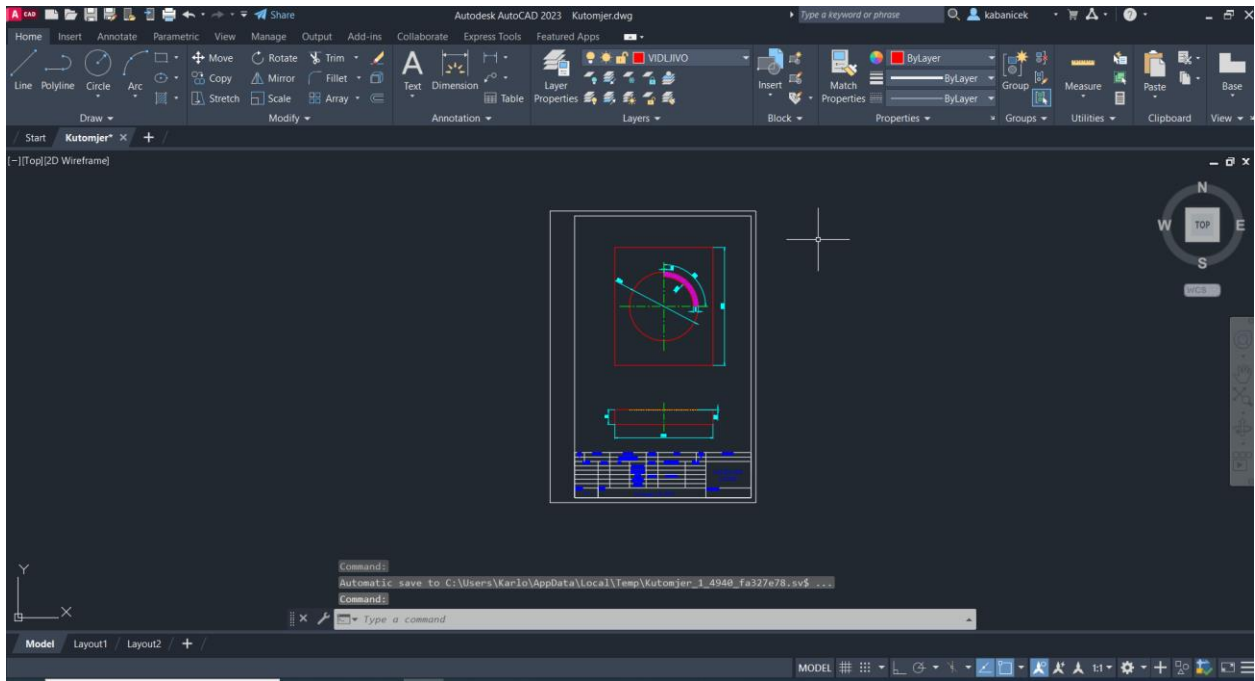 A CAD Share Autodesk AutoCAD 2023 Kutomjer.dwg Type a keyword or phrase kabanicek
Home Insert Annotate Parametric View Manage Output Add-ins Collaborate Express Tools Featured Apps
Line Polyline Circle Arc
Move Rotate Trim
Copy Mirror Fillet
Stretch Scale Array
Text Dimension
Table
Layer
Properties
VIDLJIVO
Insert
Match
Properties
ByLayer
ByLayer
ByLayer
Group
Measure
Paste
Base
Draw Modify Annotation Layers Block Properties Groups Utilities Clipboard View
Start Kutomjer* +
[−][Top][2D Wireframe]
N
W TOP E
S
WCS
Y
X
Command:
Automatic save to C:\Users\Karlo\AppData\Local\Temp\Kutomjer_1_4940_fa327e78.sv$ ...
Command:
Type a command
Model Layout1 Layout2 +
MODEL 1:1